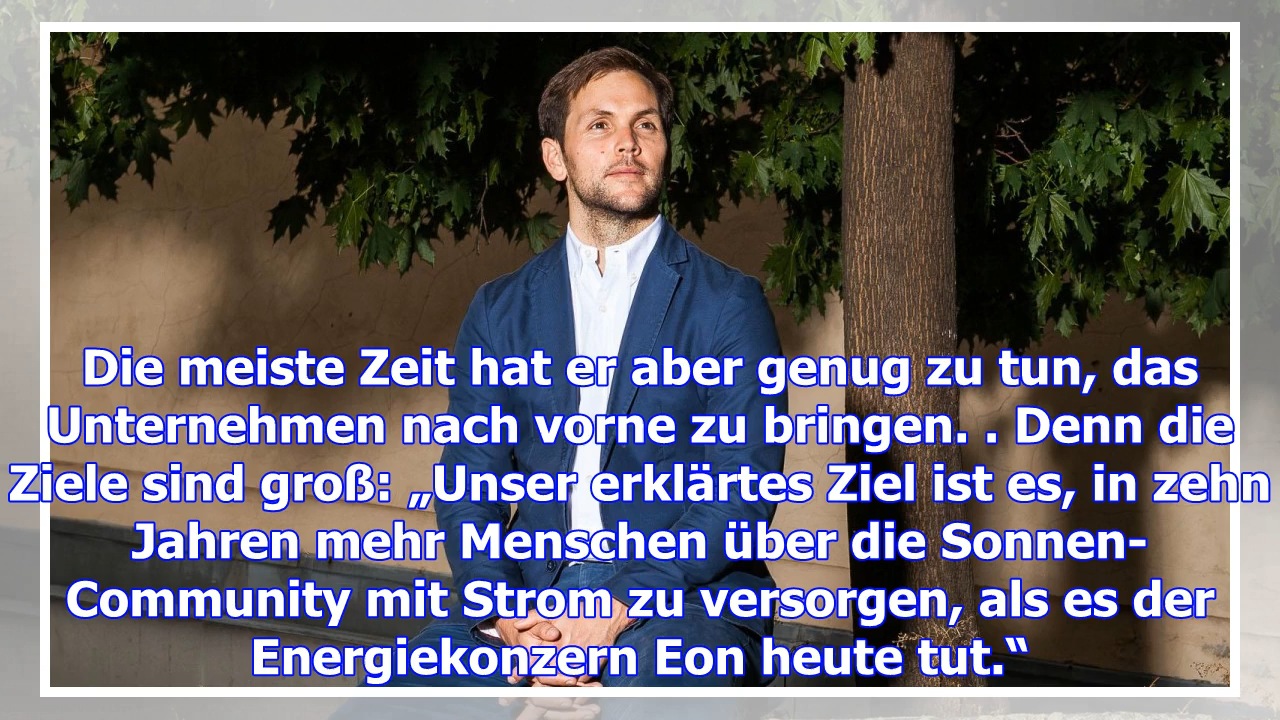 Die meiste Zeit hat er aber genug zu tun, das
Unternehmen nach vorne zu bringen. . Denn die
Ziele sind groß: „Unser erklärtes Ziel ist es, in zehn
Jahren mehr Menschen über die Sonnen-
Community mit Strom zu versorgen, als es der
Energiekonzern Eon heute tut.“